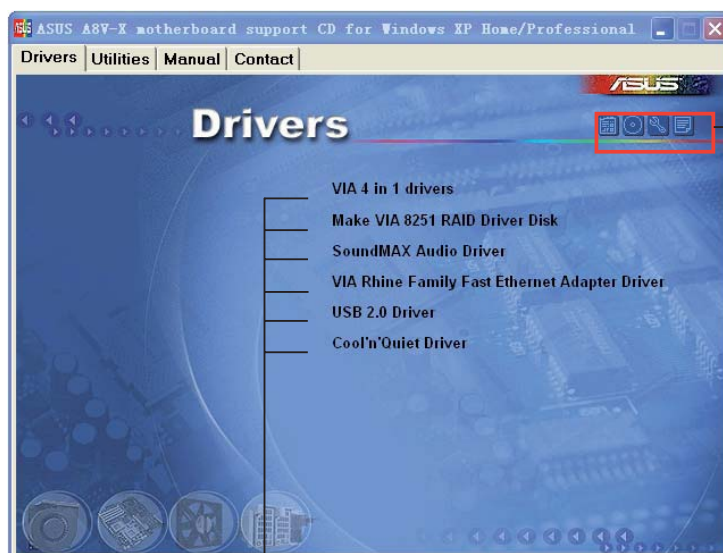 ASUS A8V-X motherboard support CD for Windows XP Home/Professional
Drivers Utilities Manual Contact
ASUS
Drivers
VIA 4 in 1 drivers
Make VIA 8251 RAID Driver Disk
SoundMAX Audio Driver
VIA Rhine Family Fast Ethernet Adapter Driver
USB 2.0 Driver
Cool'n'Quiet Driver